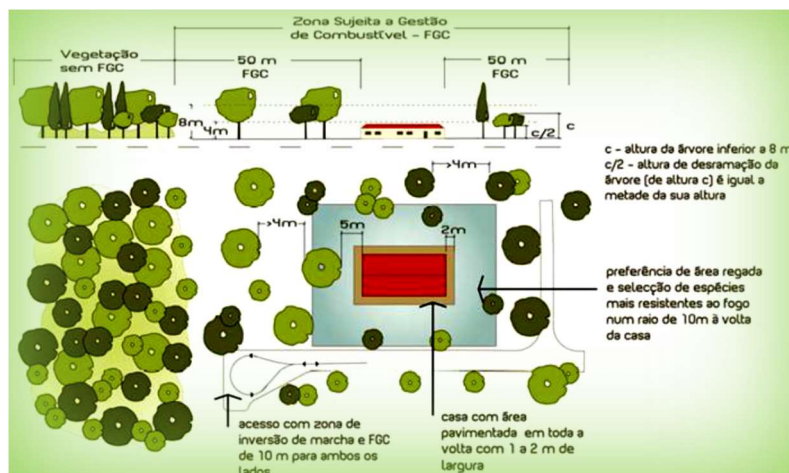 Zona Sujeita a Gestão
de Combustível - FGC
Vegetação
sem FGC
50 m
FGC
50 m
FGC
8m
4m
c/2
c
c - altura da árvore inferior a 8 m
c/2 - altura de desramação da
árvore (de altura c) é igual a
metade da sua altura
>4m
>4m
5m
2m
preferência de área regada
e selecção de espécies
mais resistentes ao fogo
num raio de 10m à volta
da casa
acesso com zona de
inversão de marcha e FGC
de 10 m para ambos os
lados
casa com área
pavimentada em toda a
volta com 1 a 2 m de
largura